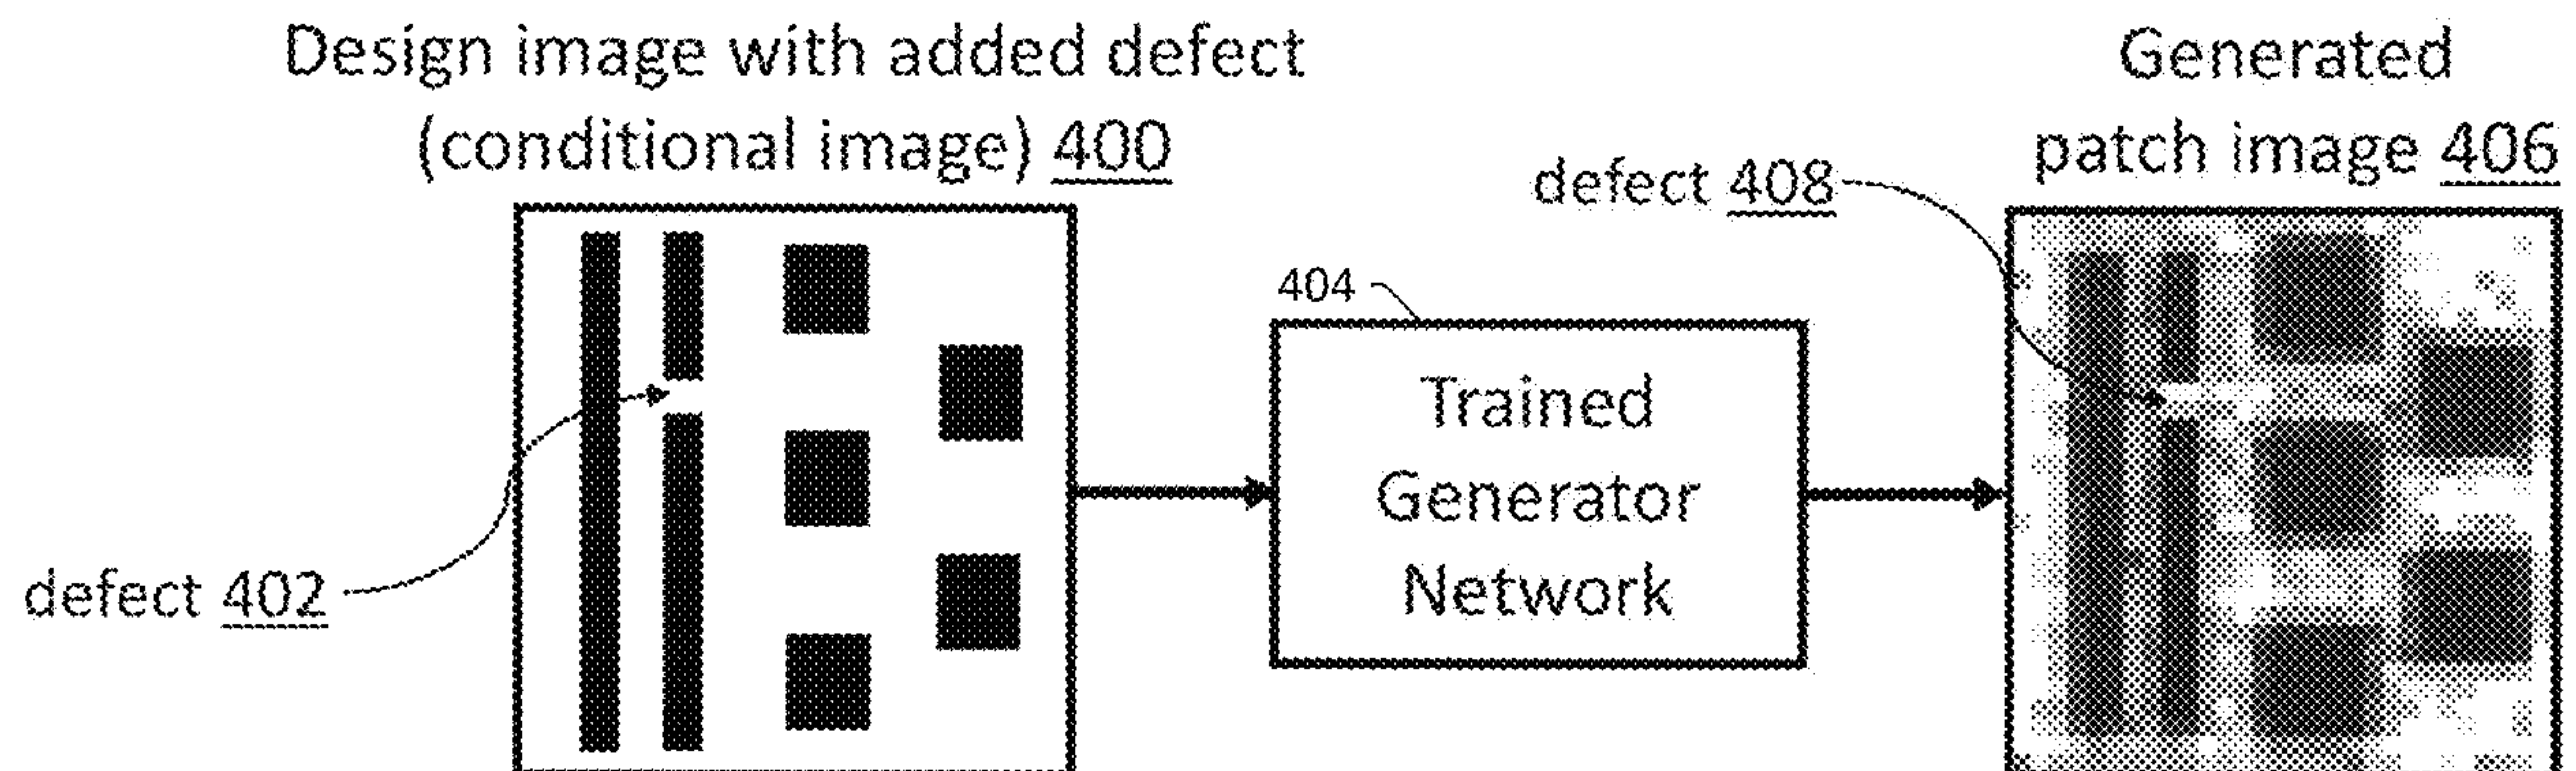 Design image with added defect
(conditional image) 400
Generated
patch image 406
defect 408
404
Trained
Generator
Network
defect 402